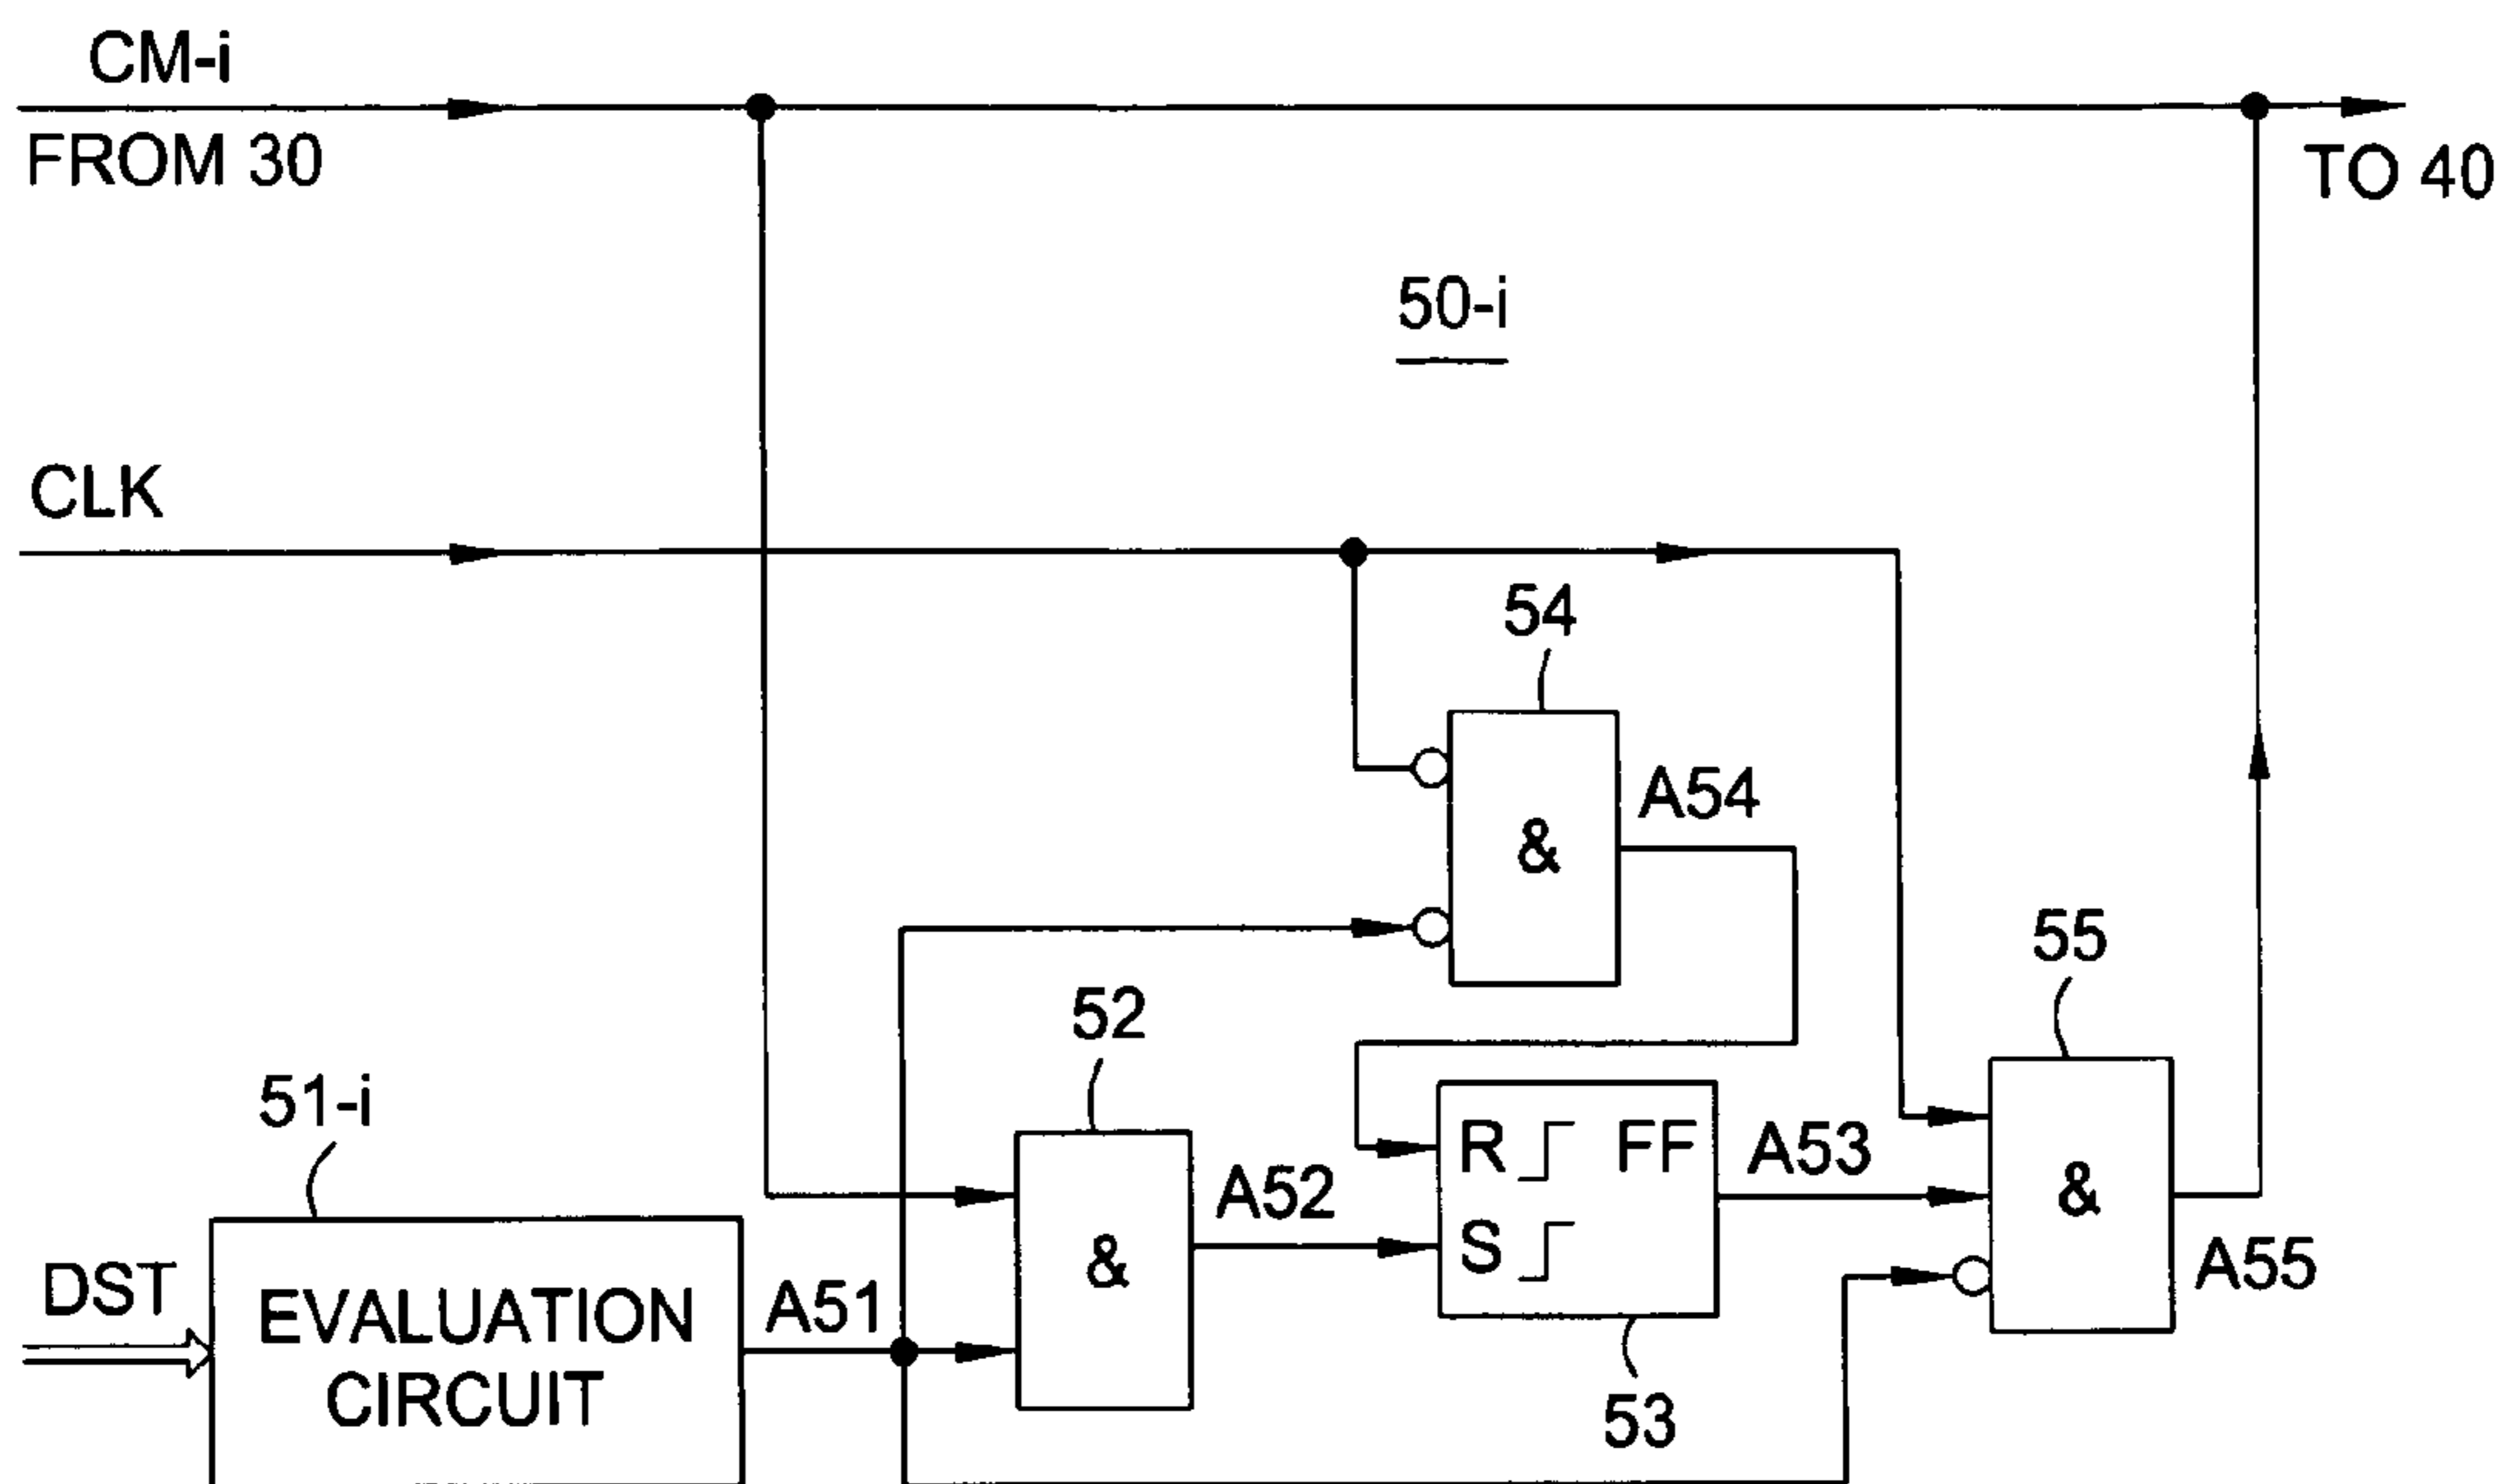 CM-i
FROM 30
TO 40
50-i
CLK
54
A54
&
55
52
51-i
R FF
A53
A52
&
S
&
A55
DST
A51
EVALUATION
CIRCUIT
53